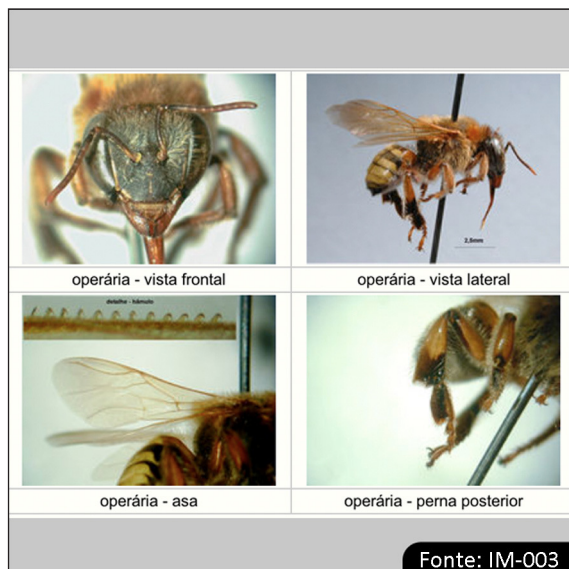 operária - vista frontal
2,5mm
operária - vista lateral
detalhe - hâmulo
operária - asa
operária - perna posterior
Fonte: IM-003